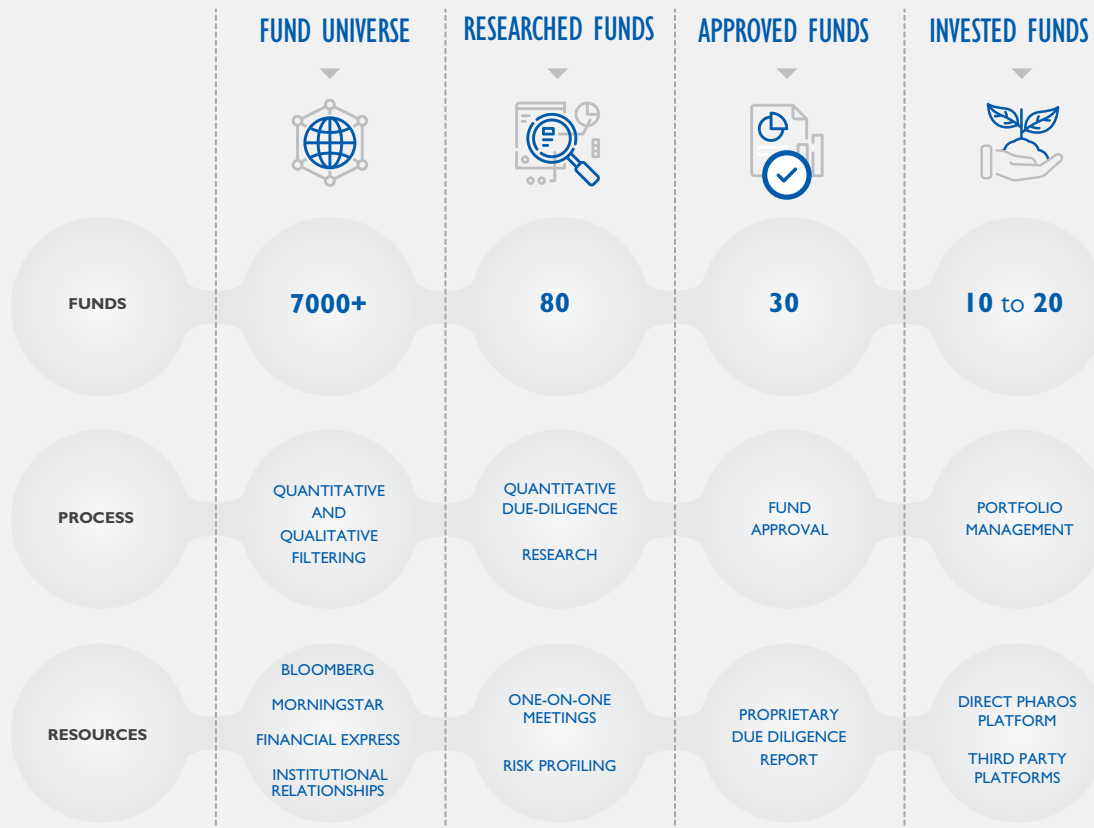 FUND UNIVERSE
RESEARCHED FUNDS
APPROVED FUNDS
INVESTED FUNDS
FUNDS
7000+
80
30
10 to 20
PROCESS
QUANTITATIVE
AND
QUALITATIVE
FILTERING
QUANTITATIVE
DUE-DILIGENCE
RESEARCH
FUND
APPROVAL
PORTFOLIO
MANAGEMENT
RESOURCES
BLOOMBERG
MORNINGSTAR
FINANCIAL EXPRESS
INSTITUTIONAL
RELATIONSHIPS
ONE-ON-ONE
MEETINGS
RISK PROFILING
PROPRIETARY
DUE DILIGENCE
REPORT
DIRECT PHAROS
PLATFORM
THIRD PARTY
PLATFORMS